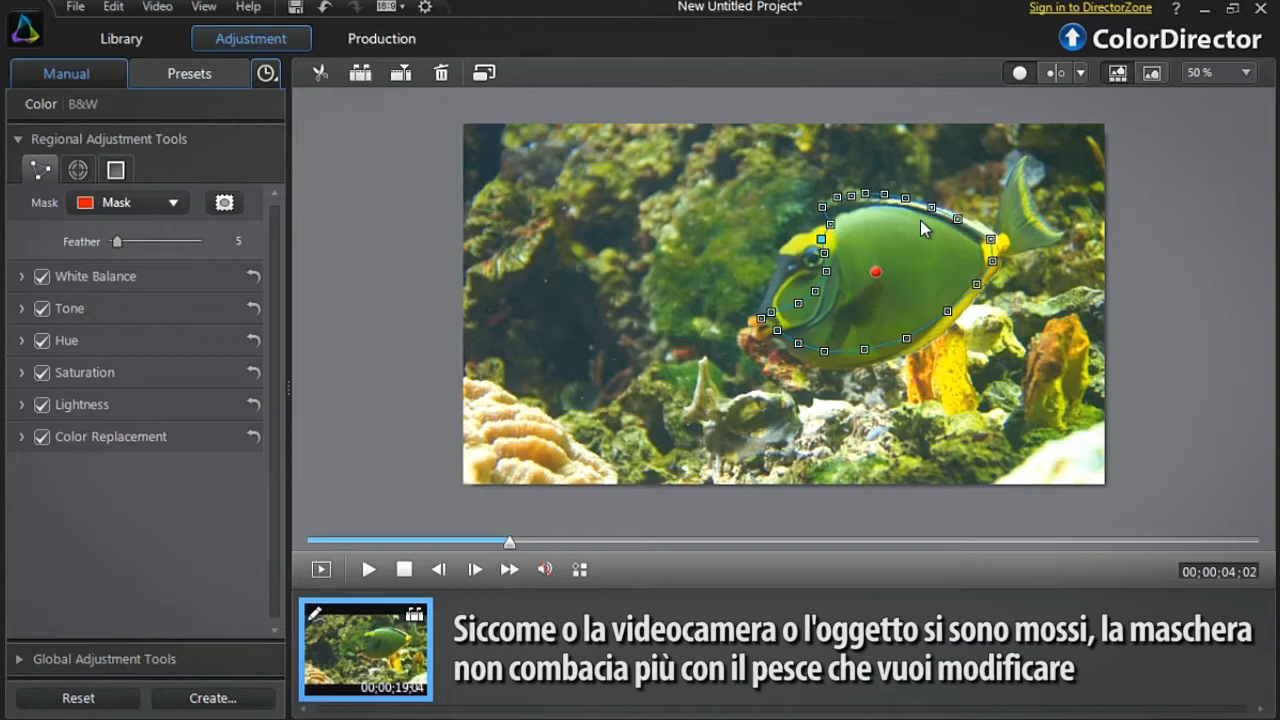 File Edit Video View Help 16:9 New Untitled Project* Sign in to DirectorZone ?
Library Adjustment Production ColorDirector
Manual Presets 50 %
Color B&W
Regional Adjustment Tools
Mask Mask
Feather 5
White Balance
Tone
Hue
Saturation
Lightness
Color Replacement
00;00;04;02
Siccome o la videocamera o l'oggetto si sono mossi, la maschera
non combacia più con il pesce che vuoi modificare
00;00;19;04
Global Adjustment Tools
Reset Create...